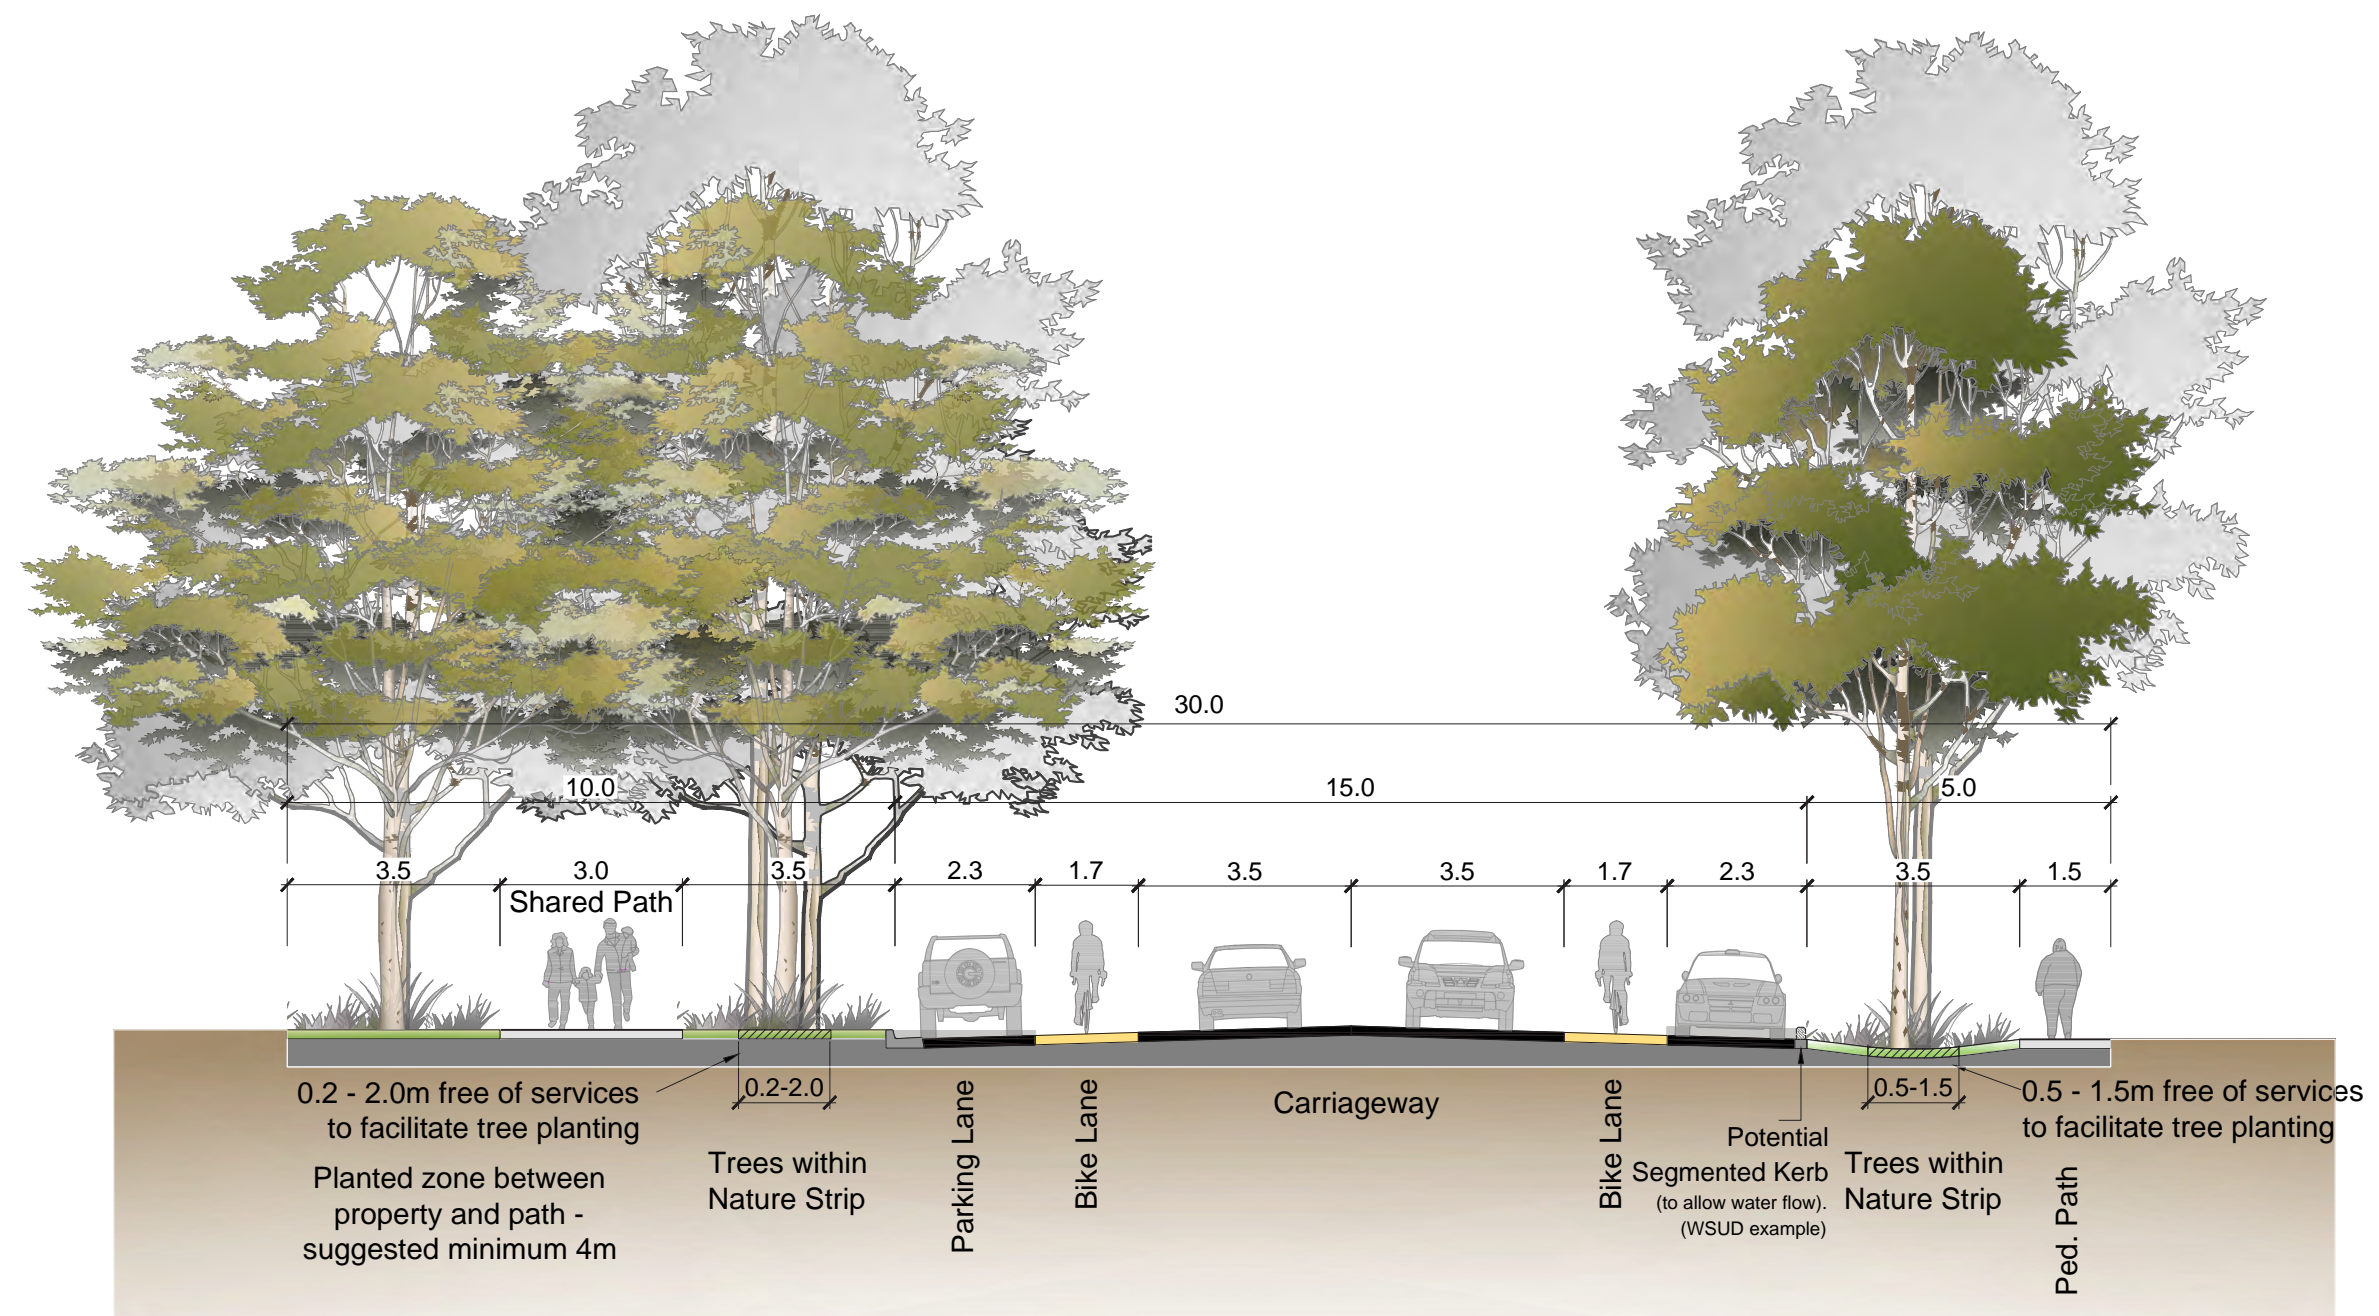 30.0
10.0
15.0
5.0
3.5
3.0
3.5
2.3
1.7
3.5
3.5
1.7
2.3
3.5
1.5
Shared Path
0.2 - 2.0m free of services
to facilitate tree planting
0.2-2.0
Planted zone between
property and path -
suggested minimum 4m
Trees within
Nature Strip
Parking Lane
Bike Lane
Carriageway
Bike Lane
Potential
Segmented Kerb
(to allow water flow).
(WSUD example)
0.5-1.5
0.5 - 1.5m free of services
to facilitate tree planting
Trees within
Nature Strip
Ped. Path